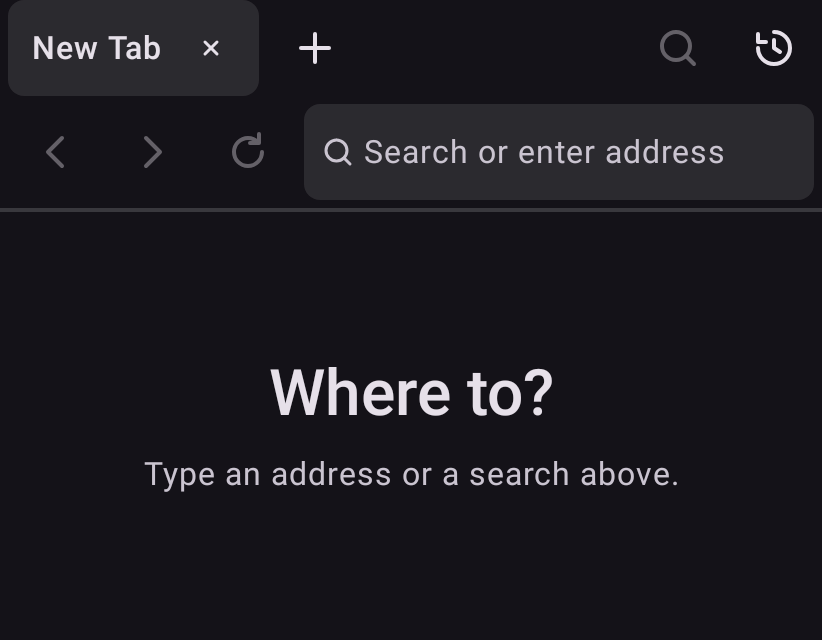 New Tab
Search or enter address
Where to?
Type an address or a search above.